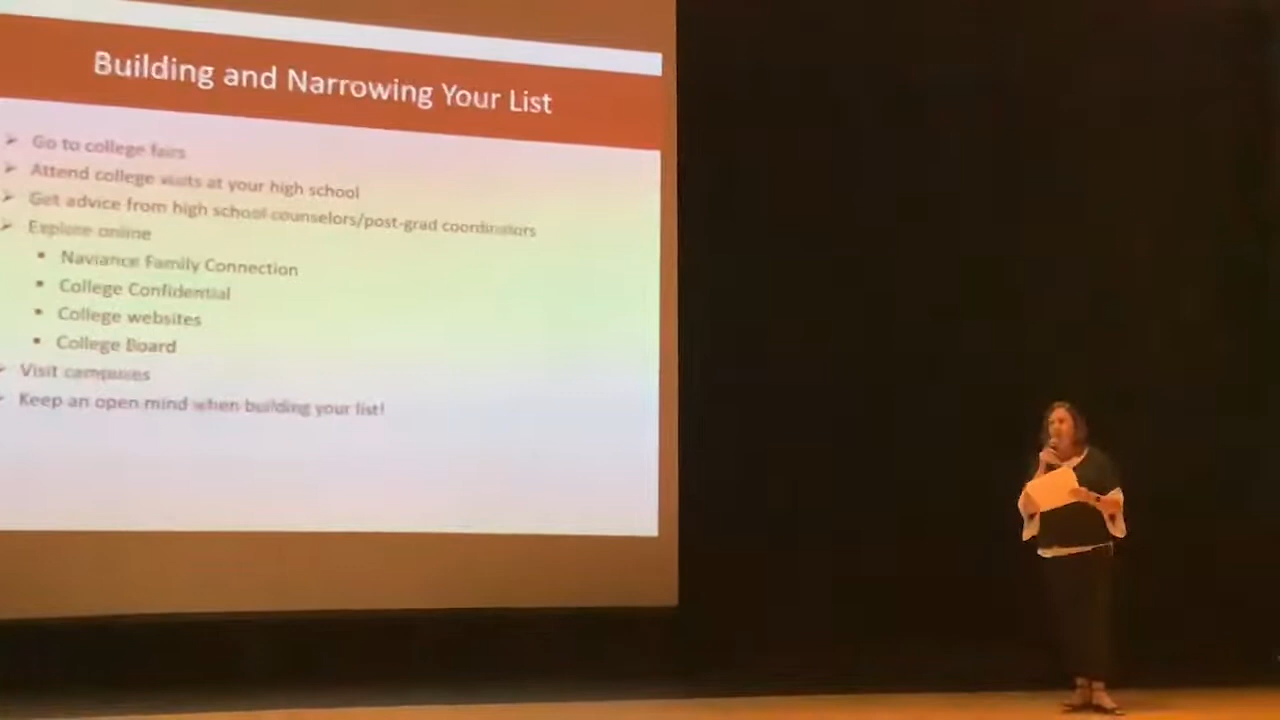 Building and Narrowing Your List
Go to college fairs
Attend college visits at your high school
Get advice from high school counselors/post-grad coordinators
Explore online
Naviance Family Connection
College Confidential
College websites
College Board
Visit campuses
Keep an open mind when building your list!